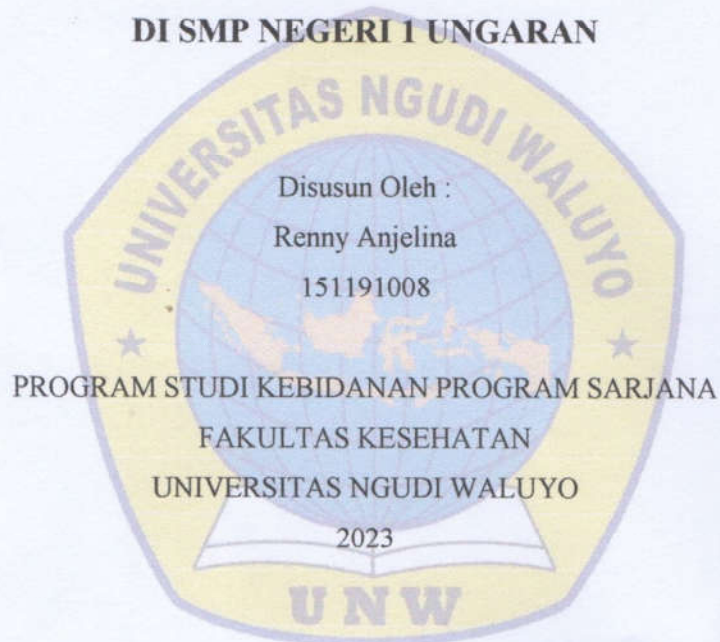 DI SMP NEGERI 1 UNGARAN
UNIVERSITAS NGUDI WALUYO
Disusun Oleh :
Renny Anjelina
151191008
PROGRAM STUDI KEBIDANAN PROGRAM SARJANA
FAKULTAS KESEHATAN
UNIVERSITAS NGUDI WALUYO
2023
UNW